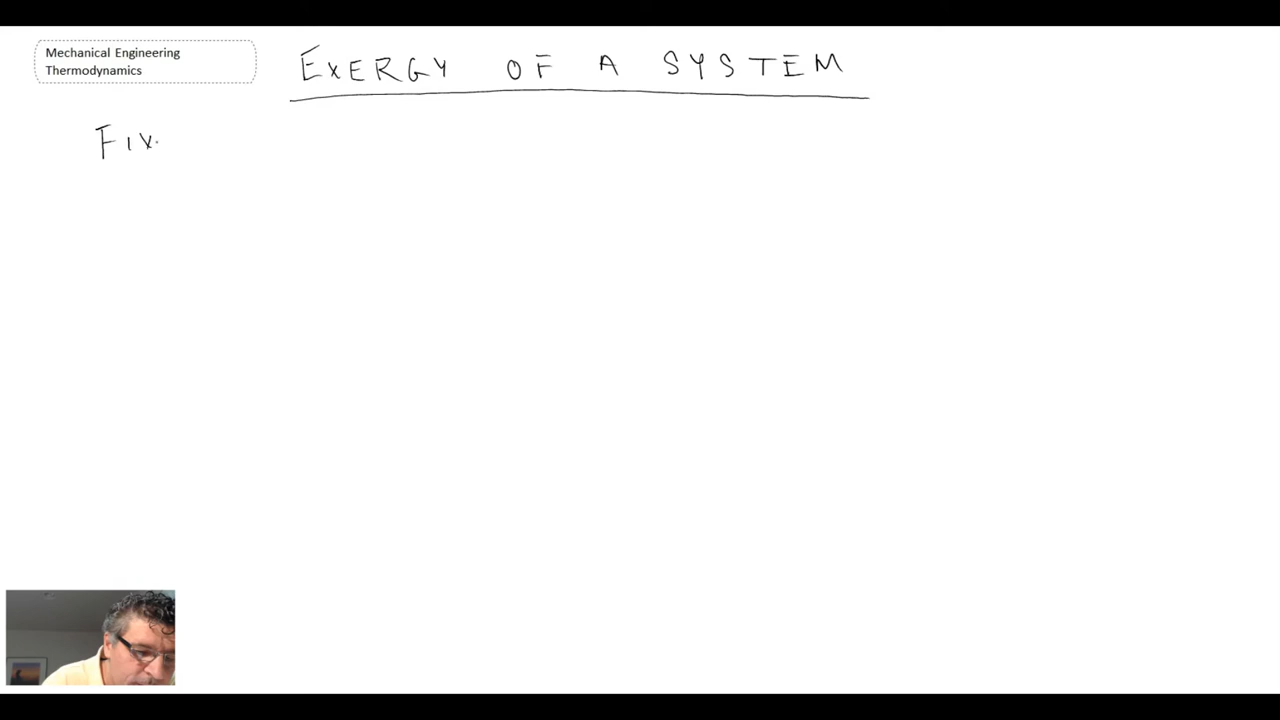 Mechanical Engineering
Thermodynamics
EXERGY OF A SYSTEM
FIX